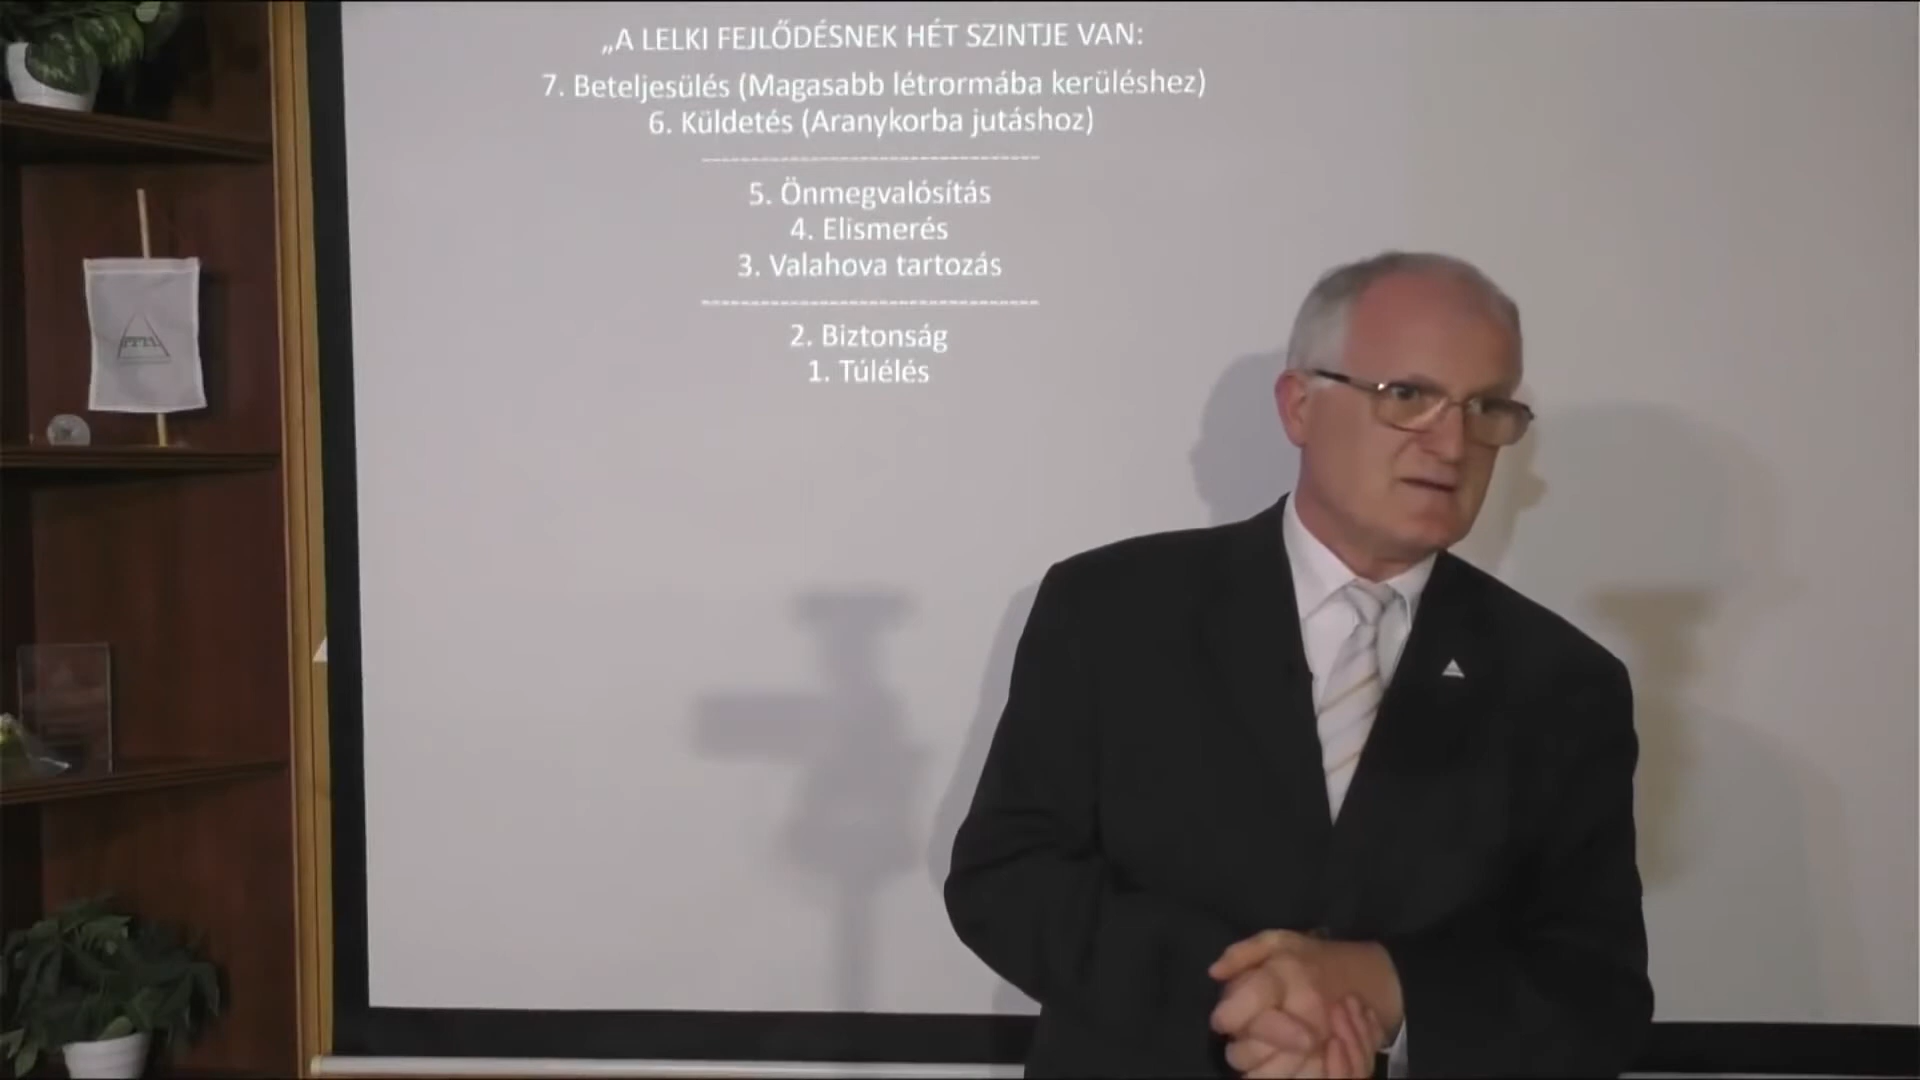 „A LELKI FEJLŐDÉSNEK HÉT SZINTJE VAN:
7. Beteljesülés (Magasabb létrormába kerüléshez)
6. Küldetés (Aranykorba jutáshoz)
----------------------------------
5. Önmegvalósítás
4. Elismerés
3. Valahova tartozás
----------------------------------
2. Biztonság
1. Túlélés